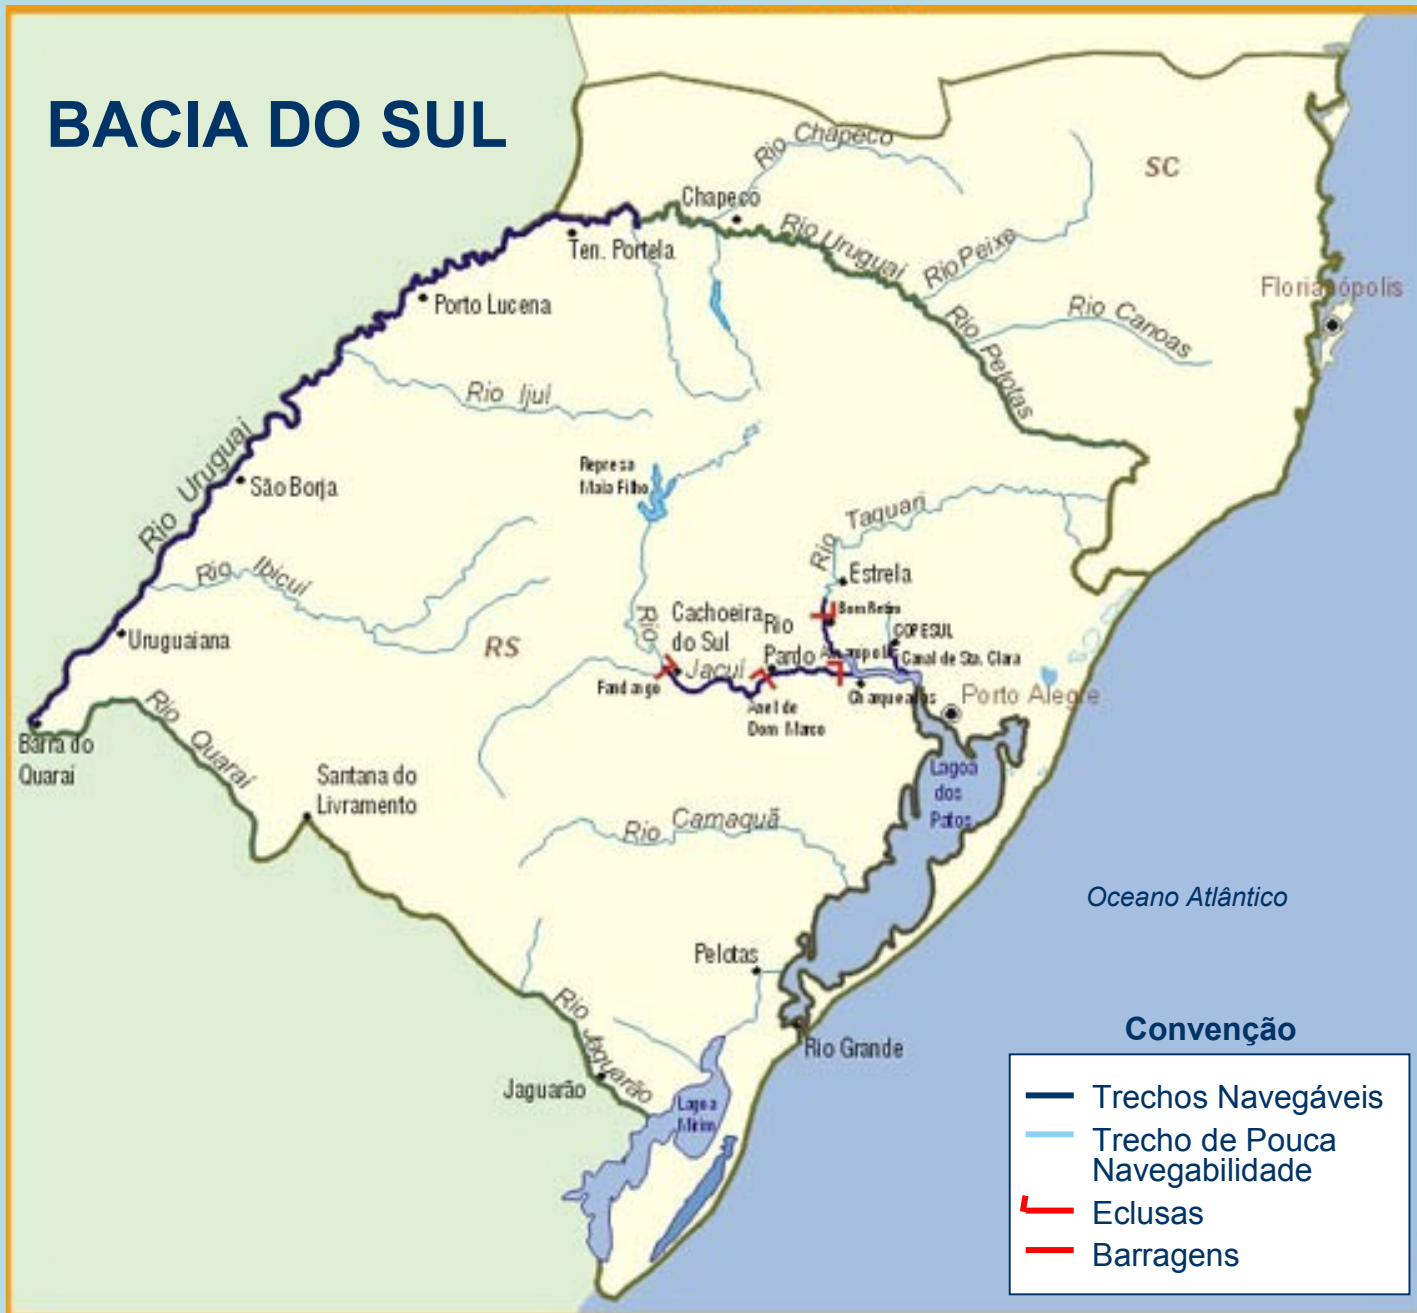 BACIA DO SUL
Rio Chapeco
SC
Chapecó
Rio Uruguai
Ten. Portela
Rio Peixe
Florianópolis
Porto Lucena
Rio Canoas
Rio Pelotas
Rio Ijuí
Rio Uruguai
São Borja
Represa
Maia Filho
Rio Taquari
Rio Ibicuí
Estrela
Bom Retiro
Uruguaiana
RS
Cachoeira
do Sul
Rio
Pardo
COPESUL
Canal de Sta. Clara
Rio Jacuí
Fandango
Anel de
Dom Marco
Charqueadas
Porto Alegre
Barra do
Quarai
Rio Quaraí
Santana do
Livramento
Lagoa
dos
Patos
Rio Camaquã
Oceano Atlântico
Pelotas
Rio Jaguarão
Rio Grande
Jaguarão
Lagoa
Mirim
Convenção
Trechos Navegáveis
Trecho de Pouca
Navegabilidade
Eclusas
Barragens